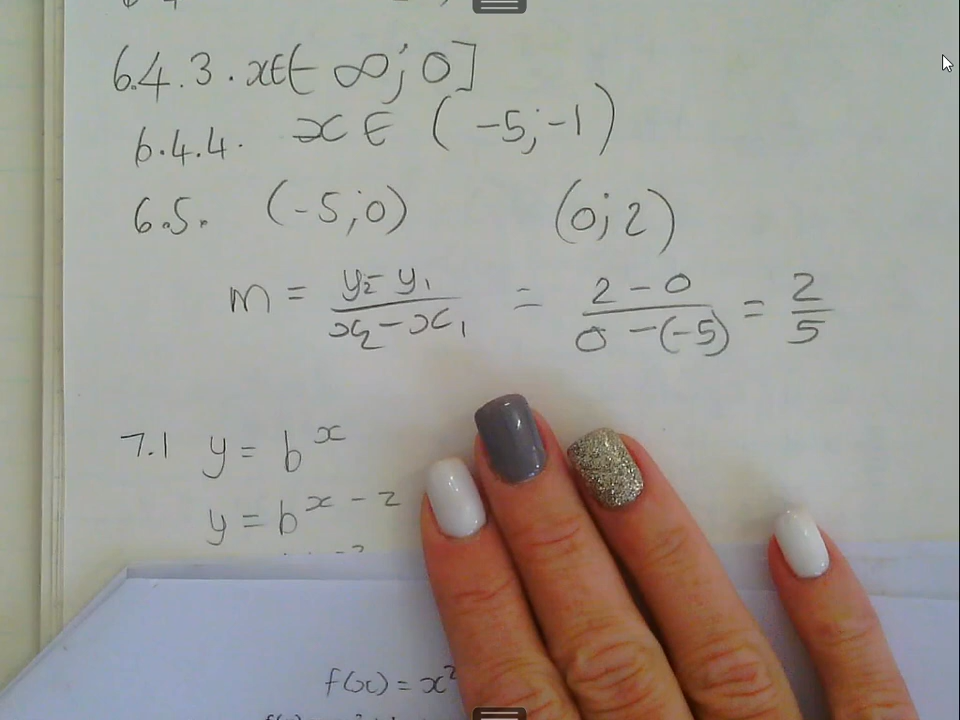 6.4.3. x∈(-∞;0]
6.4.4. x ∈ (-5;-1)
6.5. (-5;0) (0;2)
m = y₂-y₁ / x₂-x₁ = 2-0 / 0-(-5) = 2/5
7.1 y = b^x
y = b^(x-2)
f(x) = x²